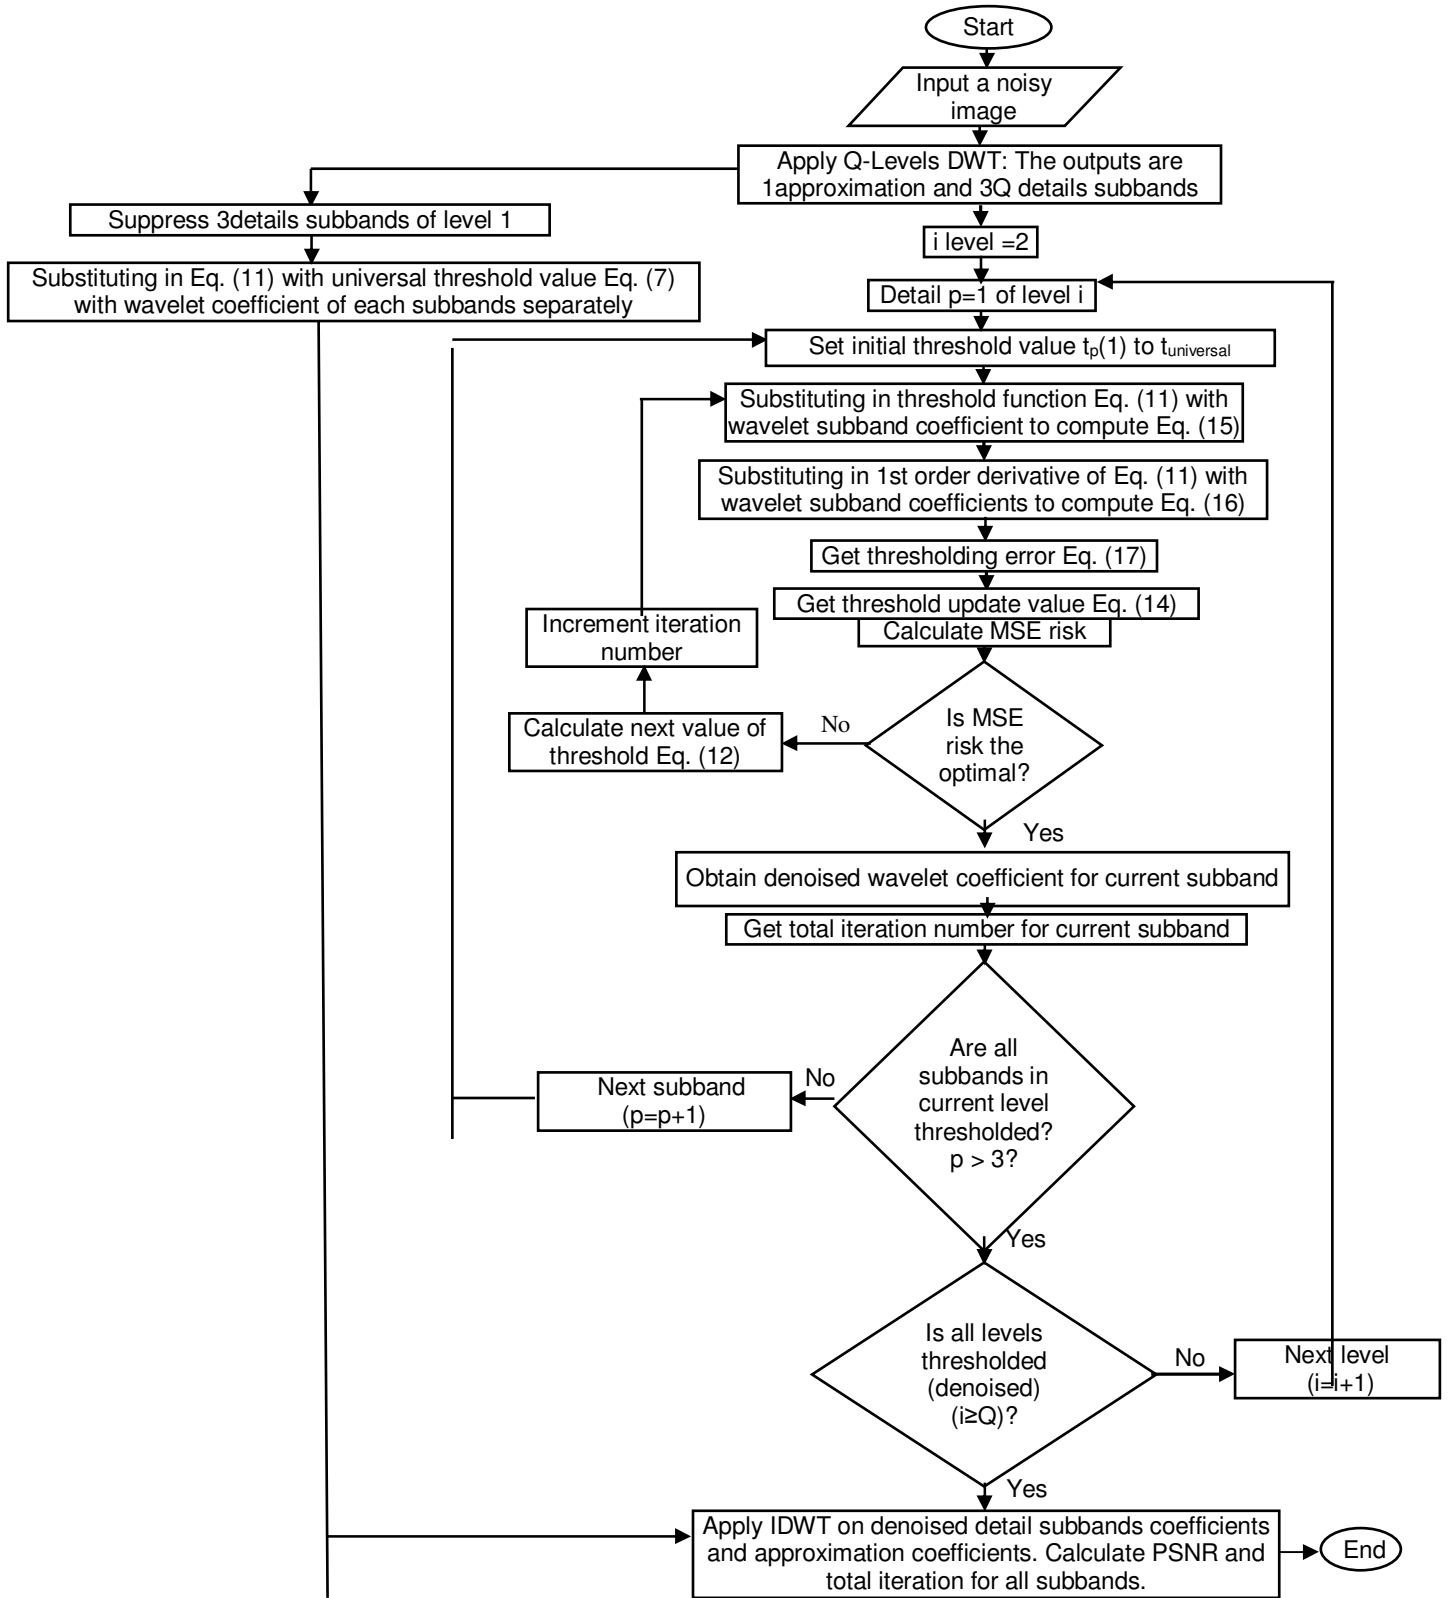 Start
Input a noisy
image
Apply Q-Levels DWT: The outputs are
1approximation and 3Q details subbands
Suppress 3details subbands of level 1
i level =2
Substituting in Eq. (11) with universal threshold value Eq. (7)
with wavelet coefficient of each subbands separately
Detail p=1 of level i
Set initial threshold value tp(1) to tuniversal
Substituting in threshold function Eq. (11) with
wavelet subband coefficient to compute Eq. (15)
Substituting in 1st order derivative of Eq. (11) with
wavelet subband coefficients to compute Eq. (16)
Get thresholding error Eq. (17)
Get threshold update value Eq. (14)
Calculate MSE risk
Increment iteration
number
Is MSE
risk the
optimal?
No
Calculate next value of
threshold Eq. (12)
Yes
Obtain denoised wavelet coefficient for current subband
Get total iteration number for current subband
Are all
subbands in
current level
thresholded?
p > 3?
No
Next subband
(p=p+1)
Yes
Is all levels
thresholded
(denoised)
(i≥Q)?
No
Next level
(i=i+1)
Yes
Apply IDWT on denoised detail subbands coefficients
and approximation coefficients. Calculate PSNR and
total iteration for all subbands.
End